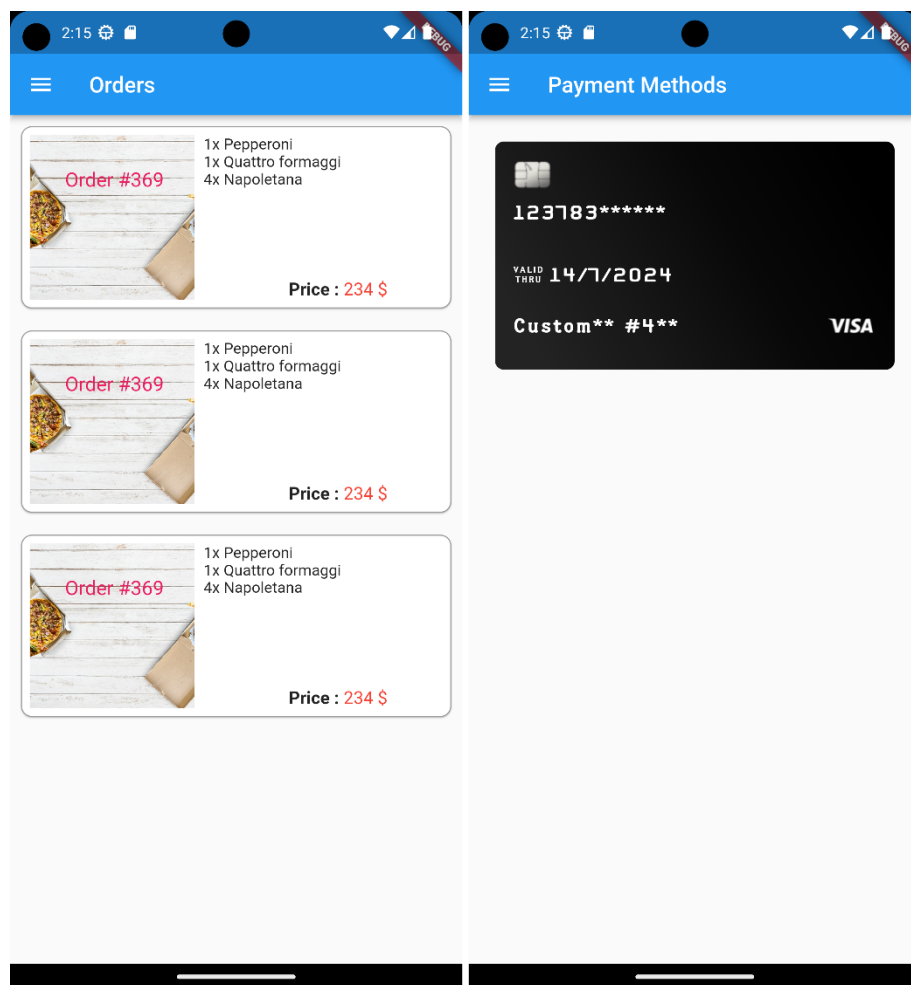 2:15
DEBUG
Orders
Order #369
1x Pepperoni
1x Quattro formaggi
4x Napoletana
Price : 234 $
Order #369
1x Pepperoni
1x Quattro formaggi
4x Napoletana
Price : 234 $
Order #369
1x Pepperoni
1x Quattro formaggi
4x Napoletana
Price : 234 $
2:15
DEBUG
Payment Methods
123783******
VALID
THRU 14/7/2024
Custom** #4** VISA